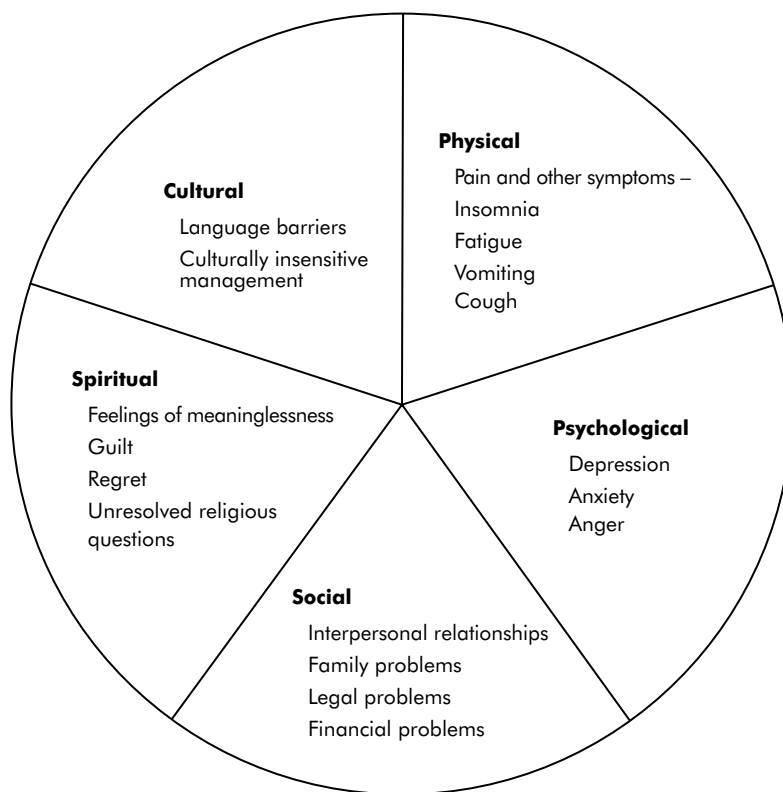 Physical
Pain and other symptoms –
Insomnia
Fatigue
Vomiting
Cough
Psychological
Depression
Anxiety
Anger
Social
Interpersonal relationships
Family problems
Legal problems
Financial problems
Spiritual
Feelings of meaninglessness
Guilt
Regret
Unresolved religious
questions
Cultural
Language barriers
Culturally insensitive
management